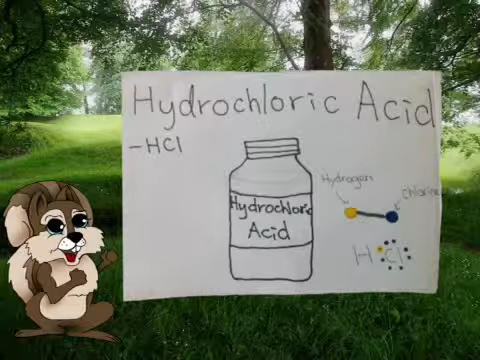 Hydrochloric Acid
-HCl
Hydrogen
Chlorine
Hydrochloric
Acid
H Cl